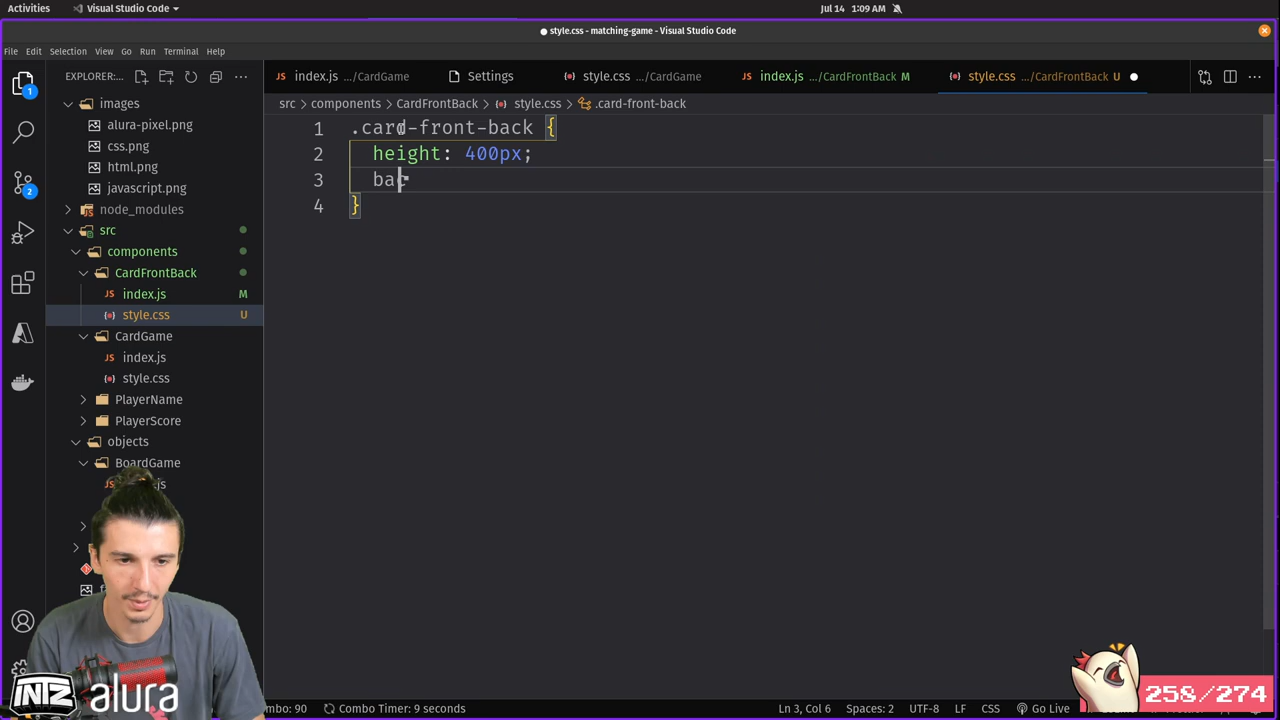 Activities
Visual Studio Code
Jul 14 1:09 AM
● style.css - matching-game - Visual Studio Code
File Edit Selection View Go Run Terminal Help
EXPLORER:...
index.js .../CardGame
Settings
style.css .../CardGame
index.js .../CardFrontBack M
style.css .../CardFrontBack U
src > components > CardFrontBack > style.css > .card-front-back
1 .card-front-back {
2 height: 400px;
3 bac
4 }
images
alura-pixel.png
css.png
html.png
javascript.png
node_modules
src
components
CardFrontBack
JS index.js M
style.css U
CardGame
JS index.js
style.css
PlayerName
PlayerScore
objects
BoardGame
1
2
INTZ alura
258/274
Combo Timer: 9 seconds
Ln 3, Col 6
Spaces: 2
UTF-8
LF
CSS
Go Live